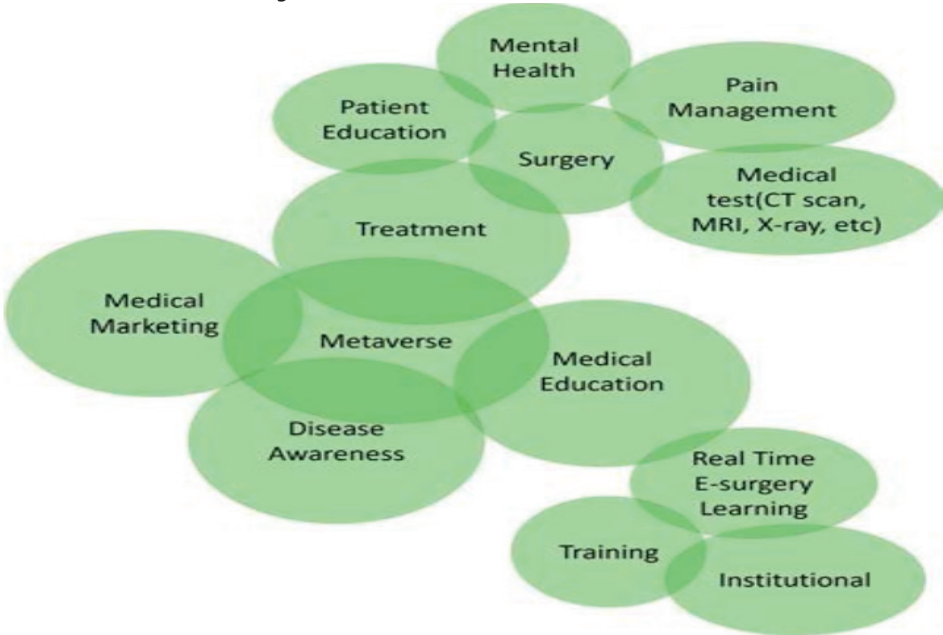 Mental
Health
Pain
Management
Patient
Education
Surgery
Medical
test(CT scan,
MRI, X-ray, etc)
Treatment
Medical
Marketing
Metaverse
Medical
Education
Disease
Awareness
Real Time
E-surgery
Learning
Training
Institutional